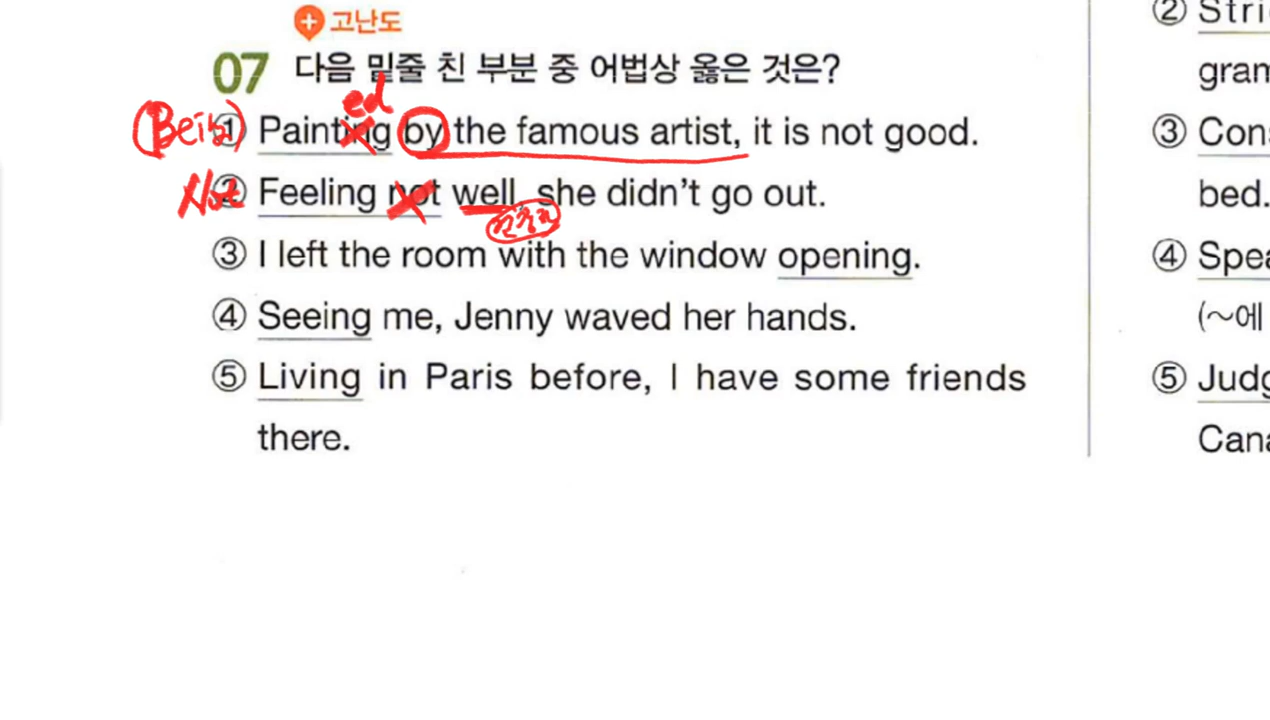 고난도
07 다음 밑줄 친 부분 중 어법상 옳은 것은?
ed
(Being) ① Painting by the famous artist, it is not good.
Not ② Feeling not well, she didn't go out.
③ I left the room with the window opening.
④ Seeing me, Jenny waved her hands.
(~에
⑤ Living in Paris before, I have some friends
there.
② Stri
gram
③ Cons
bed.
④ Spea
⑤ Judg
Cana